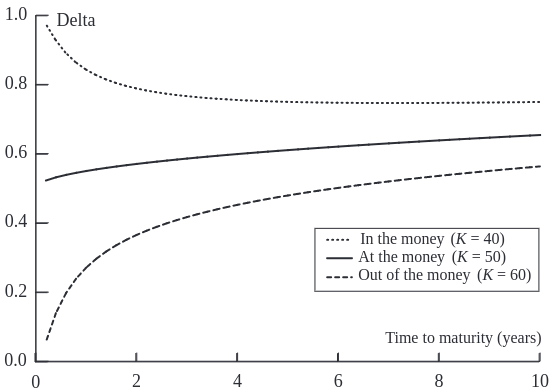 1.0
Delta
0.8
0.6
0.4
In the money (K = 40)
At the money (K = 50)
Out of the money (K = 60)
0.2
Time to maturity (years)
0.0
0 2 4 6 8 10